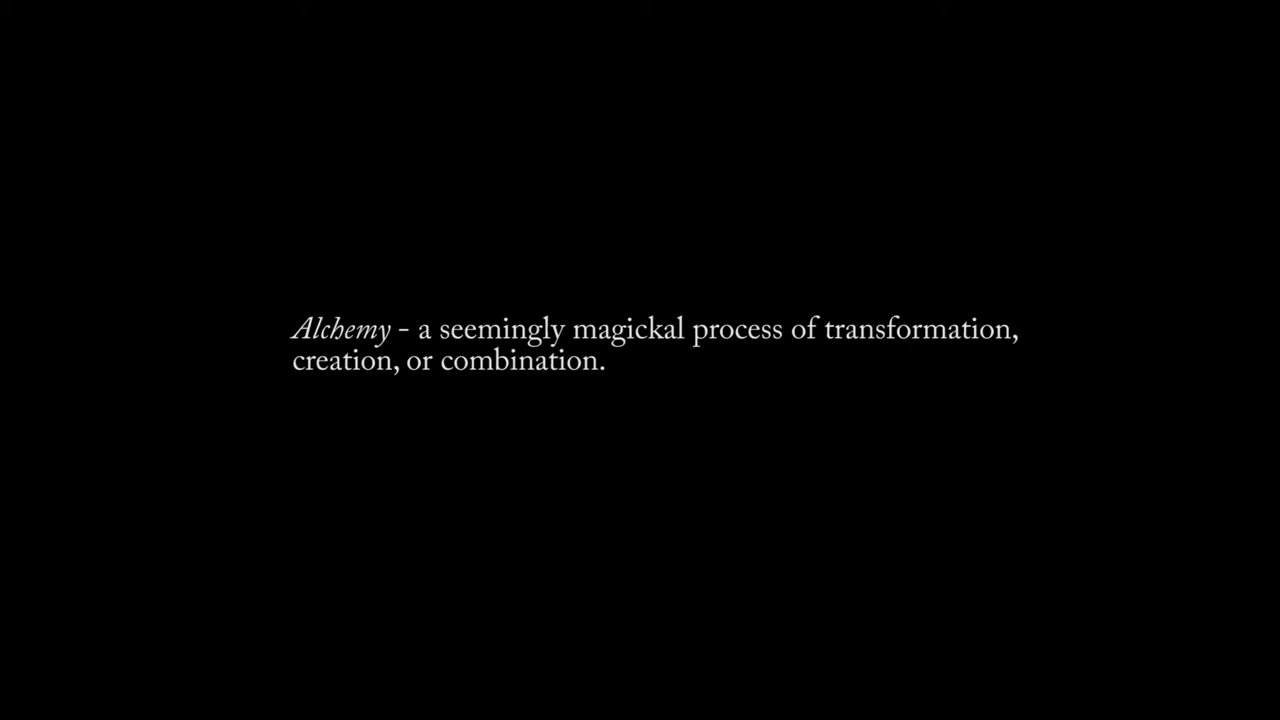 Alchemy - a seemingly magickal process of transformation,
creation, or combination.